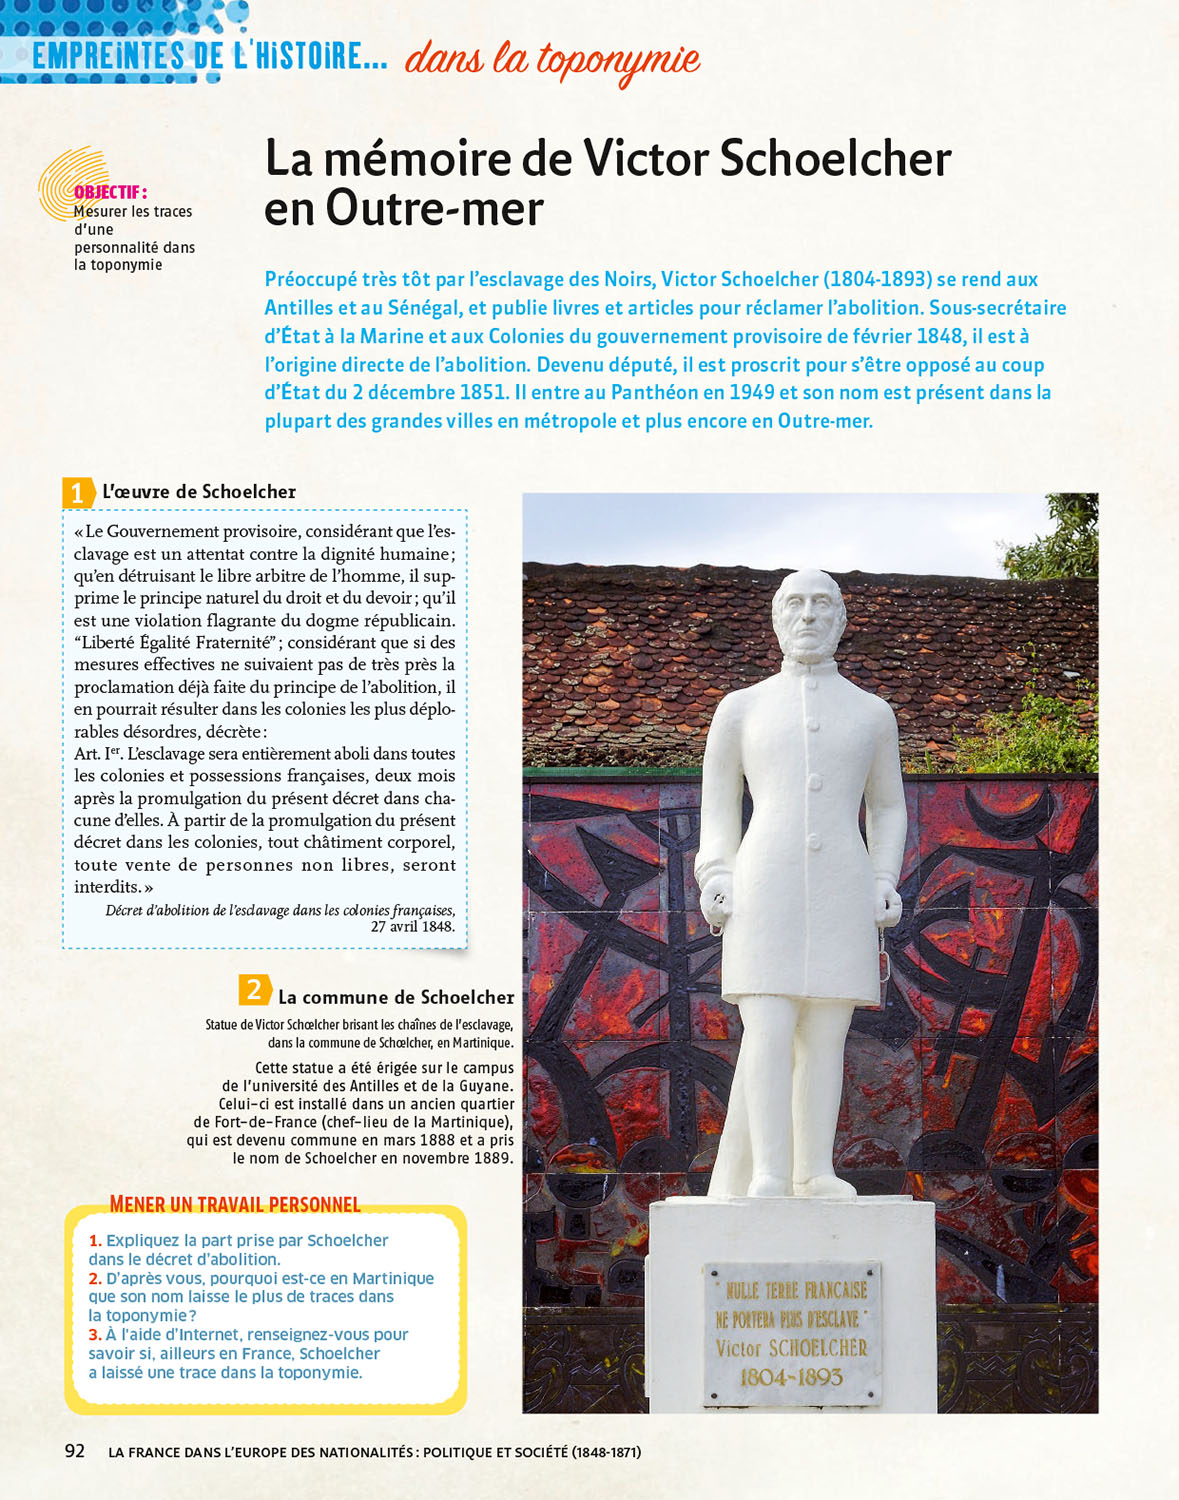 EMPREINTES DE L'HISTOIRE... dans la toponymie
OBJECTIF :
Mesurer les traces
d'une
personnalité dans
la toponymie
La mémoire de Victor Schoelcher
en Outre-mer
Préoccupé très tôt par l'esclavage des Noirs, Victor Schoelcher (1804-1893) se rend aux
Antilles et au Sénégal, et publie livres et articles pour réclamer l'abolition. Sous-secrétaire
d'État à la Marine et aux Colonies du gouvernement provisoire de février 1848, il est à
l'origine directe de l'abolition. Devenu député, il est proscrit pour s'être opposé au coup
d'État du 2 décembre 1851. Il entre au Panthéon en 1949 et son nom est présent dans la
plupart des grandes villes en métropole et plus encore en Outre-mer.
1 L'œuvre de Schoelcher
« Le Gouvernement provisoire, considérant que l'es-
clavage est un attentat contre la dignité humaine ;
qu'en détruisant le libre arbitre de l'homme, il sup-
prime le principe naturel du droit et du devoir ; qu'il
est une violation flagrante du dogme républicain.
“Liberté Égalité Fraternité” ; considérant que si des
mesures effectives ne suivaient pas de très près la
proclamation déjà faite du principe de l'abolition, il
en pourrait résulter dans les colonies les plus déplo-
rables désordres, décrète :
Art. Ier. L'esclavage sera entièrement aboli dans toutes
les colonies et possessions françaises, deux mois
après la promulgation du présent décret dans cha-
cune d'elles. À partir de la promulgation du présent
décret dans les colonies, tout châtiment corporel,
toute vente de personnes non libres, seront
interdits. »
Décret d'abolition de l'esclavage dans les colonies françaises,
27 avril 1848.
2 La commune de Schoelcher
Statue de Victor Schœlcher brisant les chaînes de l'esclavage,
dans la commune de Schœlcher, en Martinique.
Cette statue a été érigée sur le campus
de l'université des Antilles et de la Guyane.
Celui-ci est installé dans un ancien quartier
de Fort-de-France (chef-lieu de la Martinique),
qui est devenu commune en mars 1888 et a pris
le nom de Schoelcher en novembre 1889.
MENER UN TRAVAIL PERSONNEL
1. Expliquez la part prise par Schoelcher
dans le décret d'abolition.
2. D'après vous, pourquoi est-ce en Martinique
que son nom laisse le plus de traces dans
la toponymie ?
3. À l'aide d'Internet, renseignez-vous pour
savoir si, ailleurs en France, Schoelcher
a laissé une trace dans la toponymie.
" NULLE TERRE FRANCAISE
NE PORTERA PLUS D'ESCLAVE "
Victor SCHOELCHER
1804-1893
92 LA FRANCE DANS L'EUROPE DES NATIONALITÉS : POLITIQUE ET SOCIÉTÉ (1848-1871)